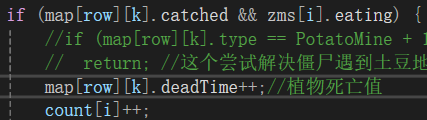 if (map[row][k].catched && zms[i].eating) {
//if (map[row][k].type == PotatoMine + 1
// return; //这个尝试解决僵尸遇到土豆地
map[row][k].deadTime++;//植物死亡值
count[i]++;